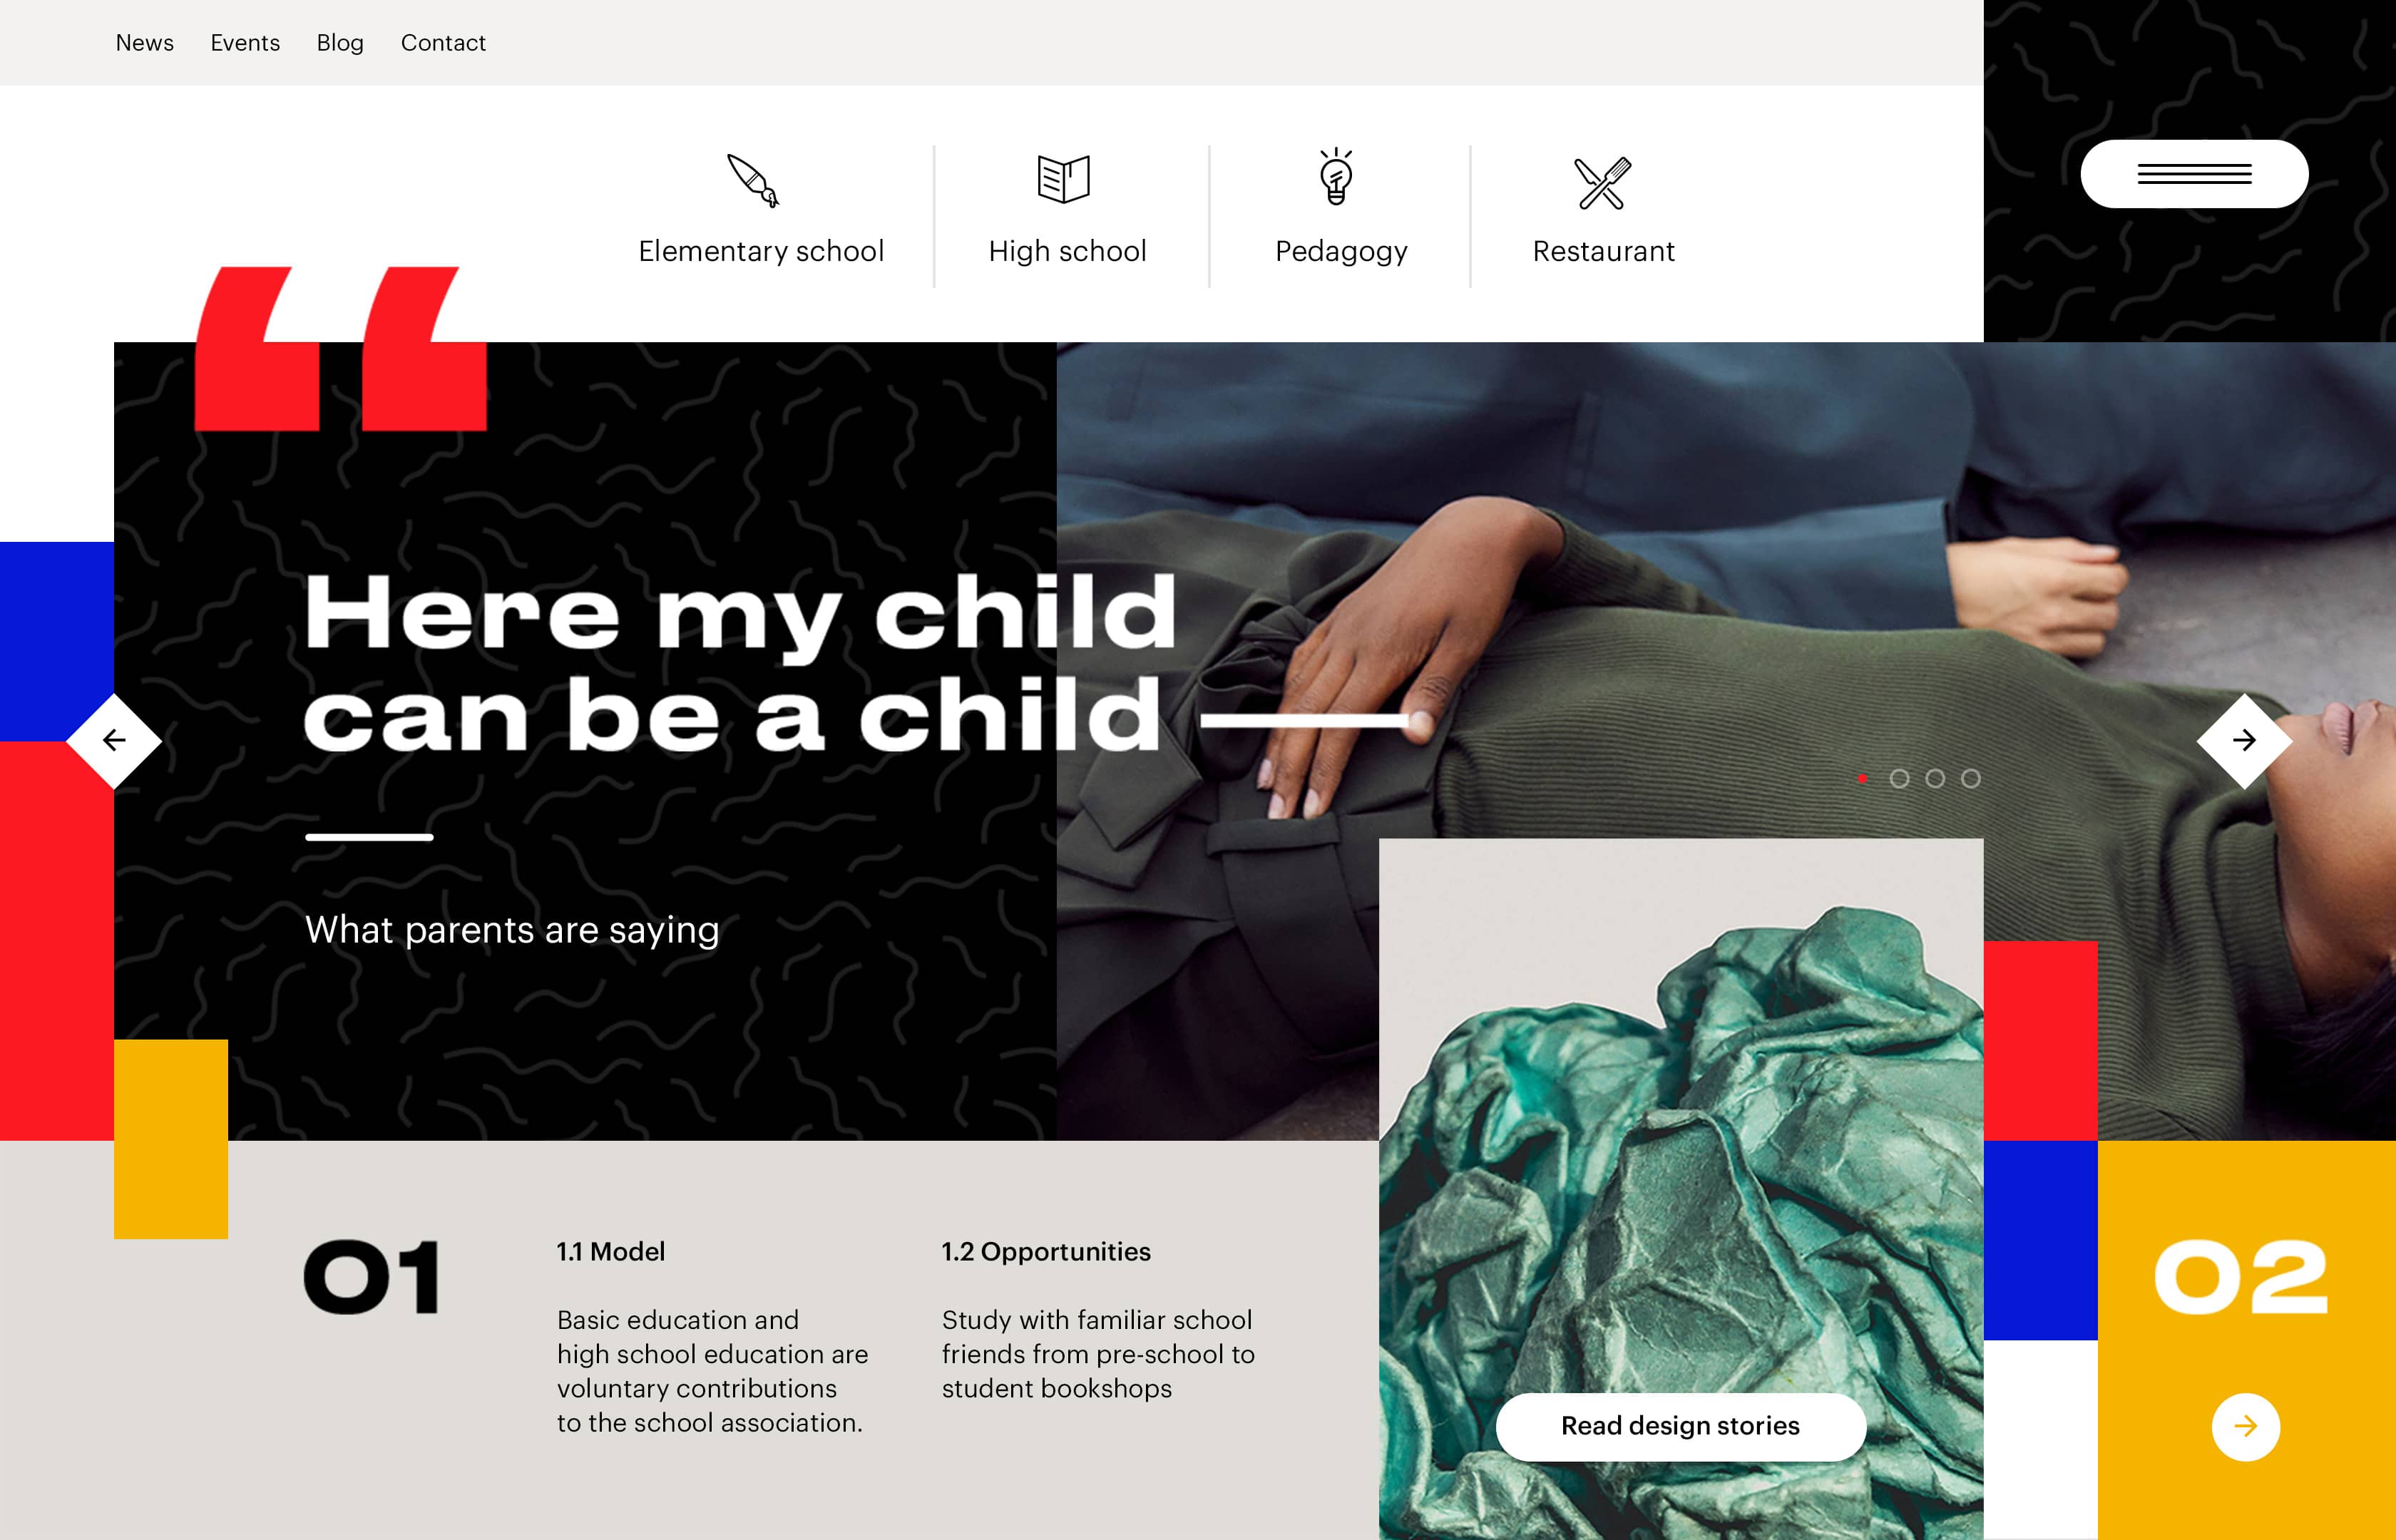 News Events Blog Contact
Elementary school High school Pedagogy Restaurant
“
Here my child
can be a child —
What parents are saying
01
1.1 Model
Basic education and
high school education are
voluntary contributions
to the school association.
1.2 Opportunities
Study with familiar school
friends from pre-school to
student bookshops
Read design stories
02